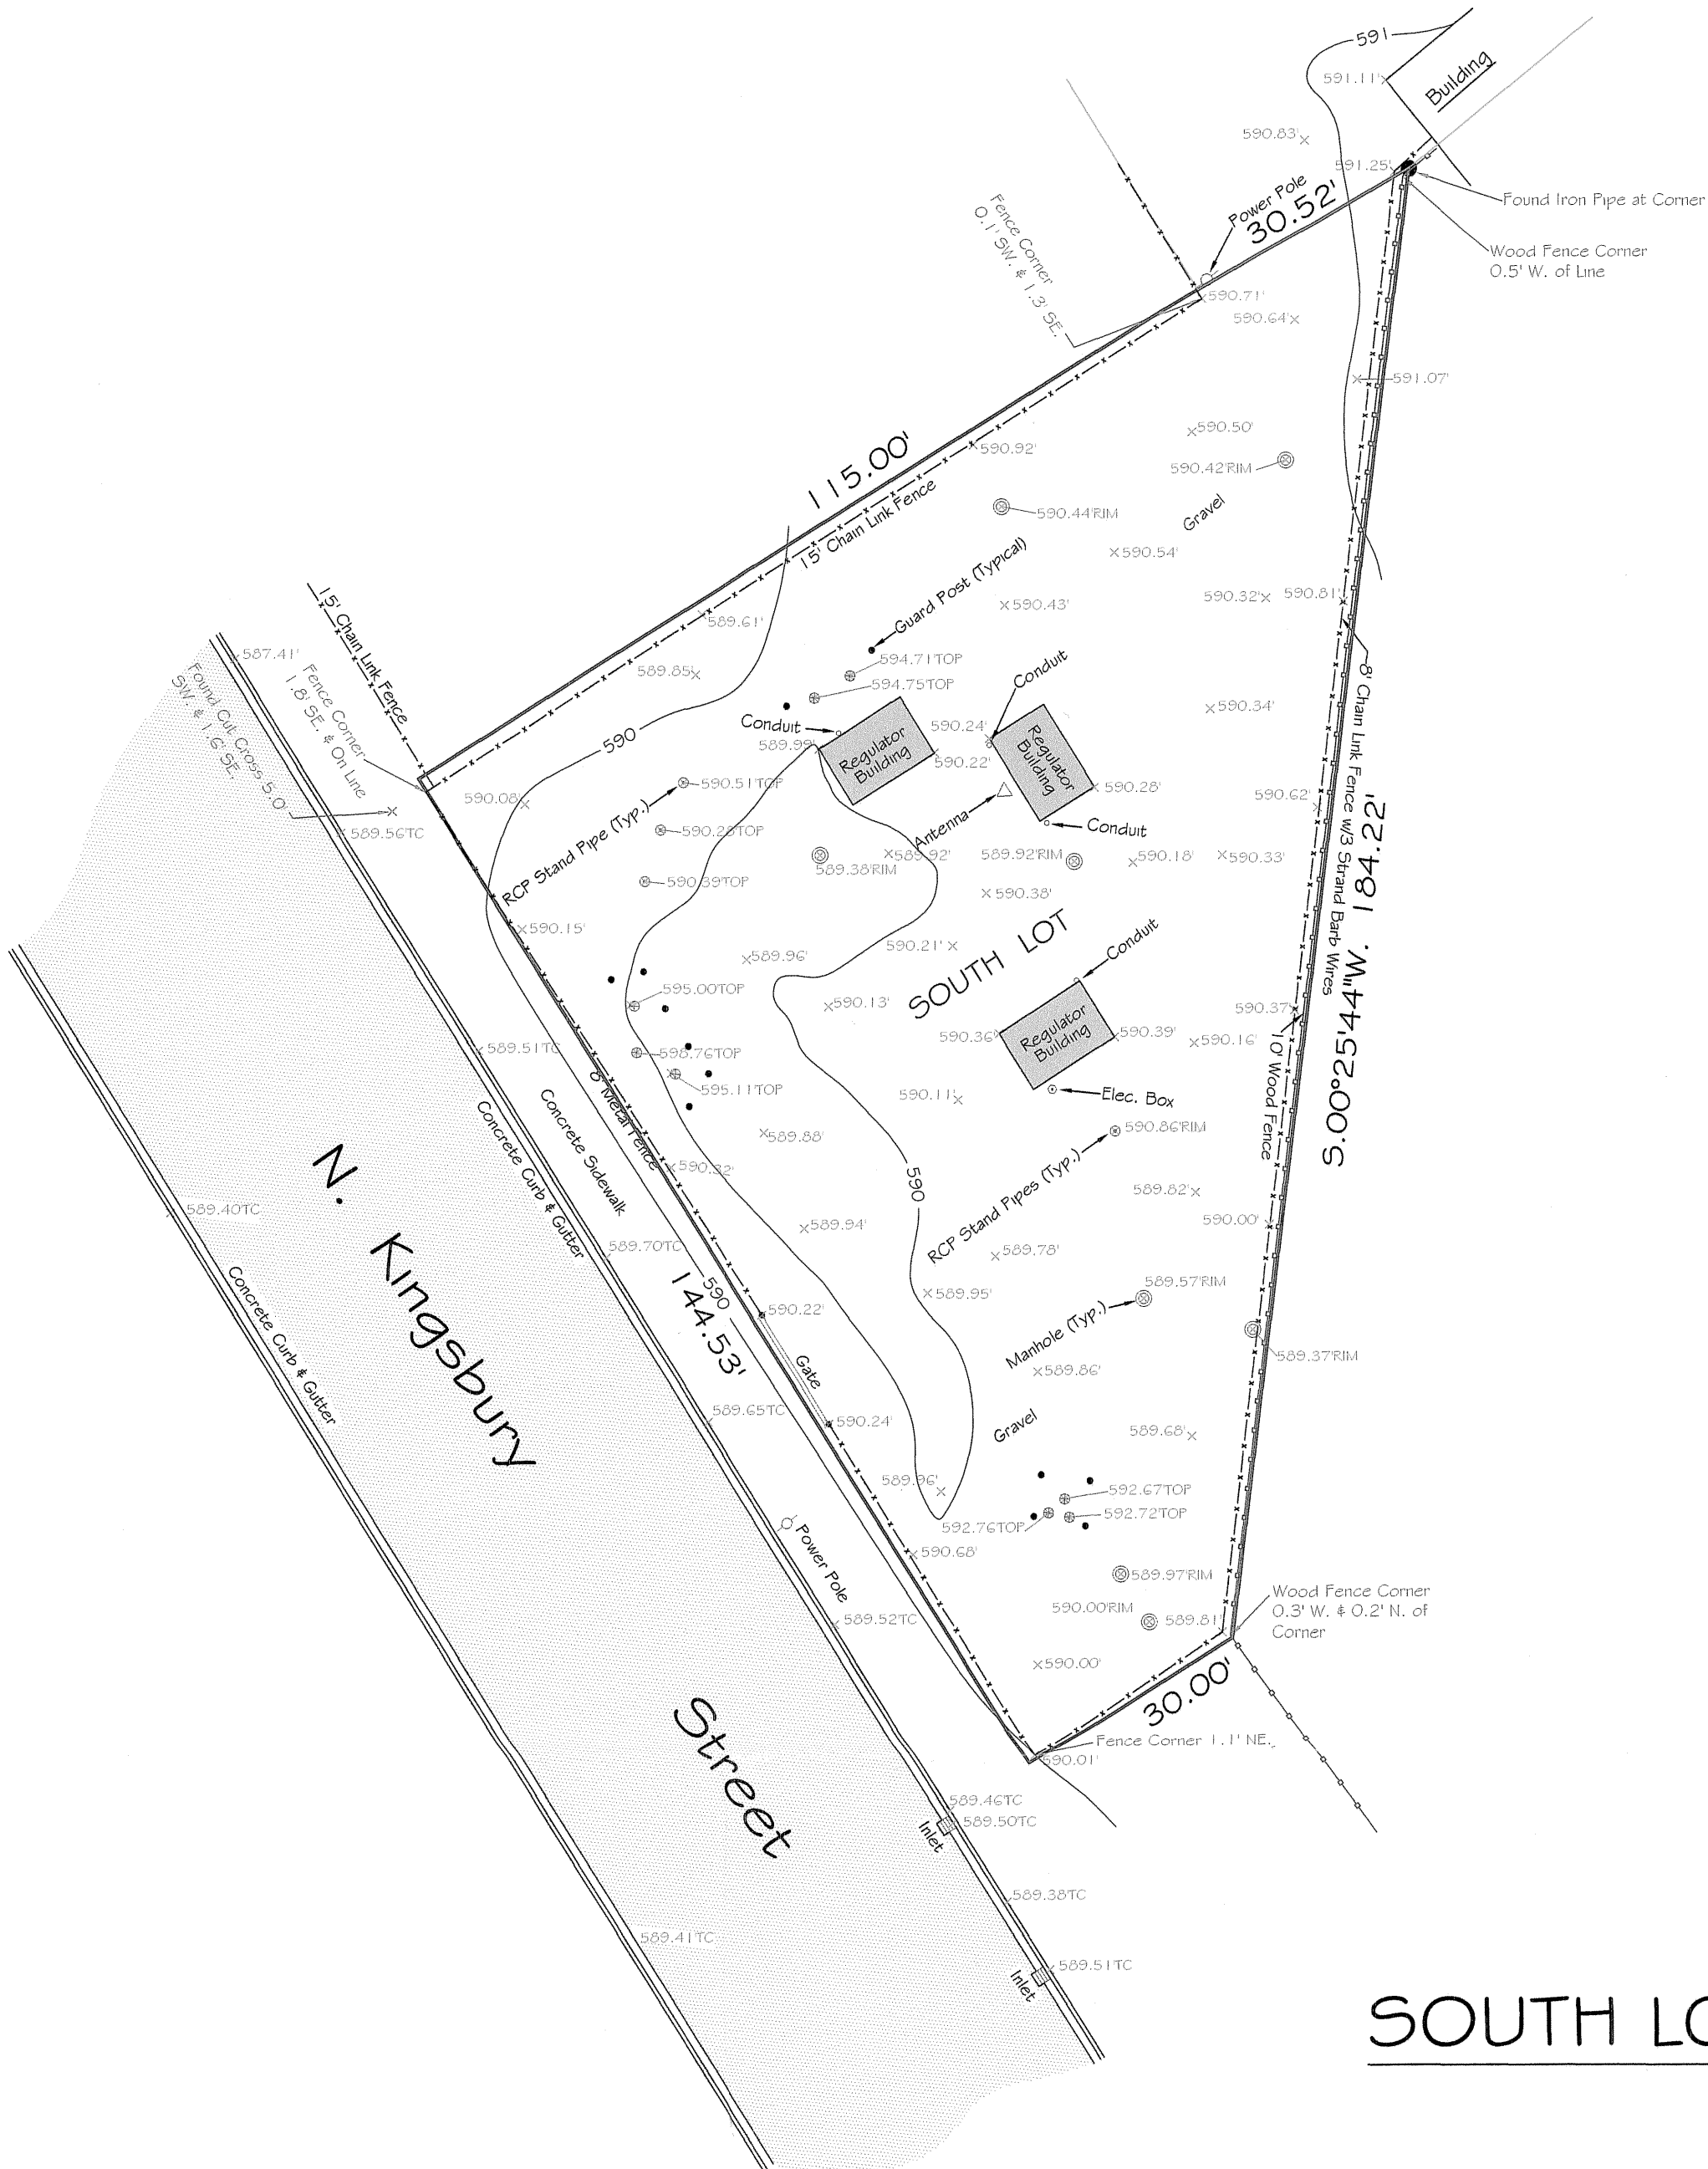 591
591.11'
Building
590.83'
591.25'
Found Iron Pipe at Corner
Power Pole
30.52'
Fence Corner
0.1' SW. & 1.3' SE.
Wood Fence Corner
0.5' W. of Line
590.71'
590.64'
591.07'
115.00'
590.92'
590.50'
590.42'RIM
15' Chain Link Fence
590.44'RIM
Gravel
590.54'
Guard Post (Typical)
590.32'
590.81'
590.43'
15' Chain Link Fence
589.61'
587.41'
Found Cut Cross 5.0'
SW. & 1.6' SE.
Fence Corner
1.8' SE. & On Line
589.85'
594.71'TOP
594.75'TOP
Conduit
8' Chain Link Fence w/3 Strand Barb Wires
590.34'
Conduit
590.24'
590
589.99'
Regulator
Building
Regulator
Building
590.22'
590.51'TOP
590.28'
590.08'
590.62'
RCP Stand Pipe (Typ.)
Antenna
Conduit
589.56'TC
590.28'TOP
589.92'
589.92'RIM
590.18'
590.33'
589.38'RIM
590.39'TOP
590.38'
S.00°25'44"W. 184.22'
590.15'
SOUTH LOT
590.21'
Conduit
589.96'
595.00'TOP
590.13'
590.37'
590.36'
Regulator
Building
590.39'
590.16'
589.51'TC
598.76'TOP
10' Wood Fence
595.11'TOP
590.11'
Elec. Box
8' Metal Fence
Concrete Sidewalk
Concrete Curb & Gutter
589.88'
590.86'RIM
590.32'
N. Kingsbury Street
590
RCP Stand Pipes (Typ.)
589.82'
589.40'TC
590.00'
589.94'
589.70'TC
589.78'
Concrete Curb & Gutter
590
144.53'
589.95'
589.57'RIM
590.22'
Manhole (Typ.)
589.37'RIM
Gate
589.86'
589.65'TC
590.24'
Gravel
589.68'
589.96'
592.67'TOP
592.76'TOP
592.72'TOP
Power Pole
590.68'
589.97'RIM
Wood Fence Corner
0.3' W. & 0.2' N. of
Corner
590.00'RIM
589.81'
589.52'TC
590.00'
30.00'
Fence Corner 1.1' NE.
590.01'
589.46'TC
589.50'TC
Inlet
589.38'TC
589.41'TC
589.51'TC
Inlet
SOUTH LO